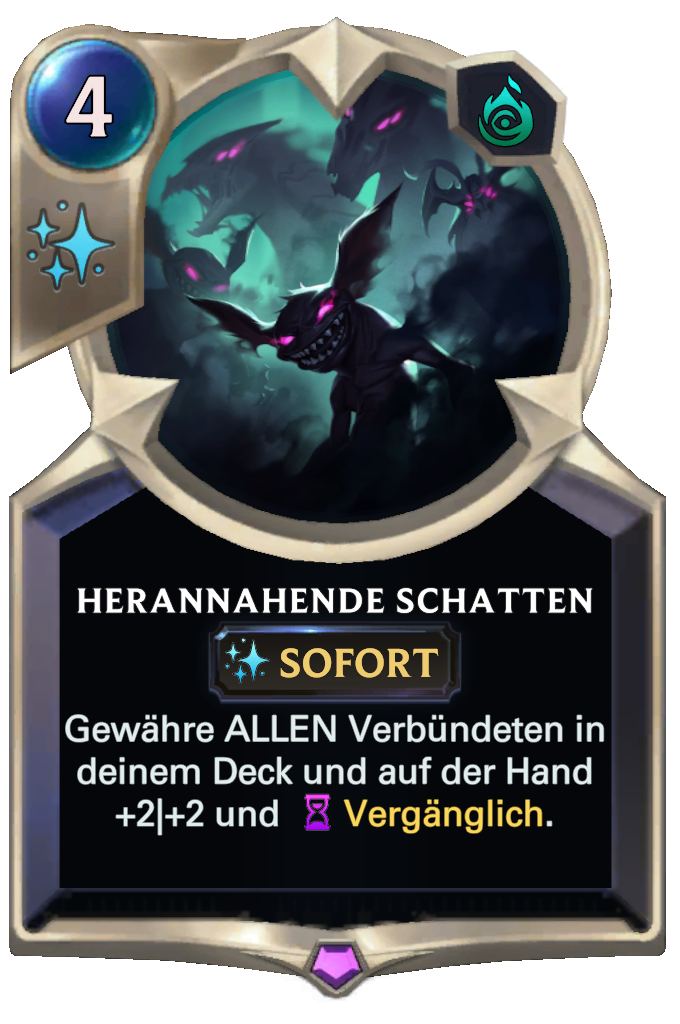 4
HERANNAHENDE SCHATTEN
SOFORT
Gewähre ALLEN Verbündeten in
deinem Deck und auf der Hand
+2|+2 und Vergänglich.